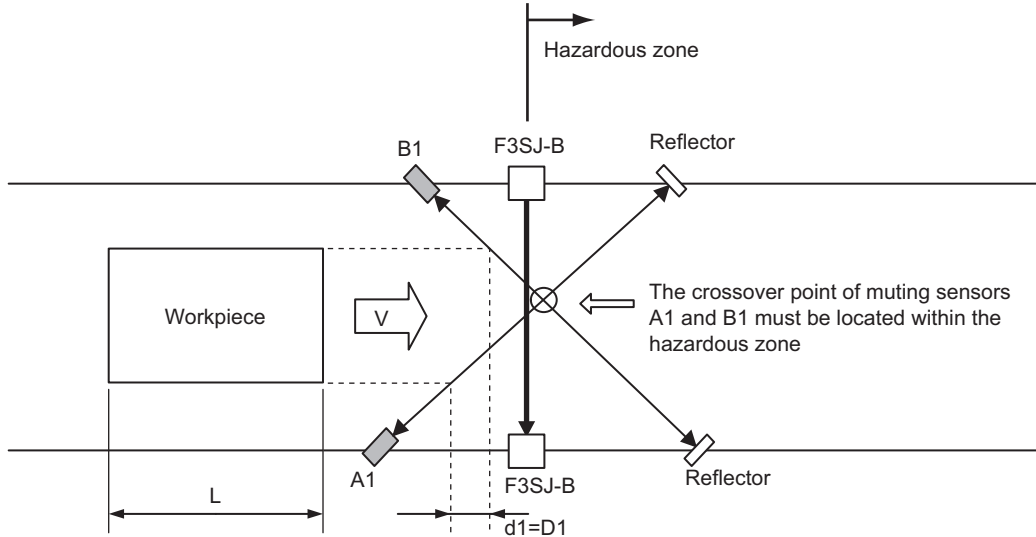 Hazardous zone
B1
F3SJ-B
Reflector
Workpiece
V
The crossover point of muting sensors
A1 and B1 must be located within the
hazardous zone
A1
F3SJ-B
Reflector
L
d1=D1